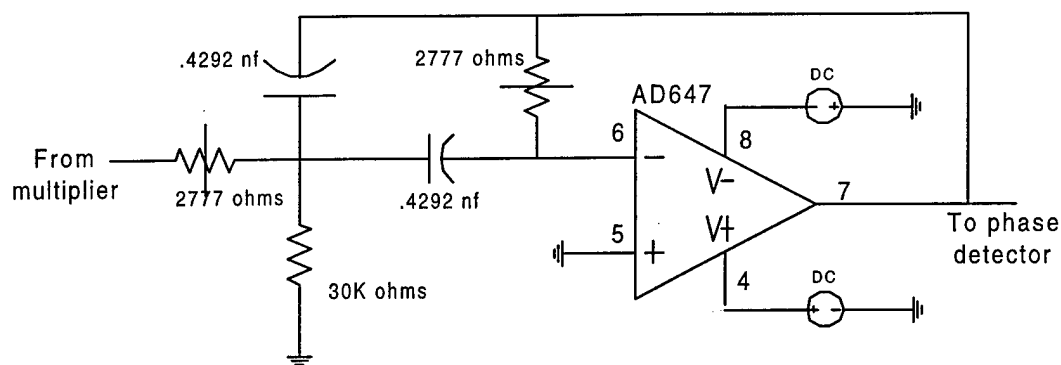 .4292 nf
2777 ohms
DC
AD647
6
8
From
multiplier
2777 ohms
.4292 nf
V-
7
To phase
detector
5
V+
4
DC
30K ohms